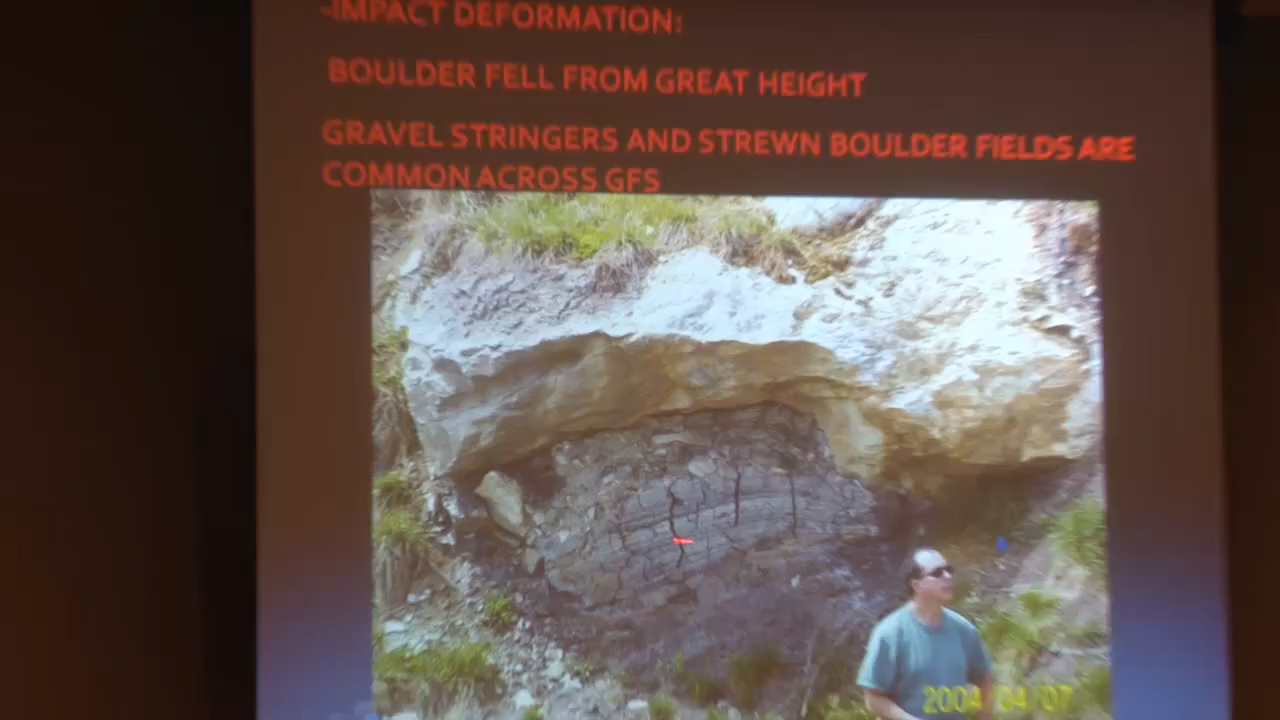 -IMPACT DEFORMATION:
BOULDER FELL FROM GREAT HEIGHT
GRAVEL STRINGERS AND STREWN BOULDER FIELDS ARE
COMMON ACROSS GFS
2004/04/07